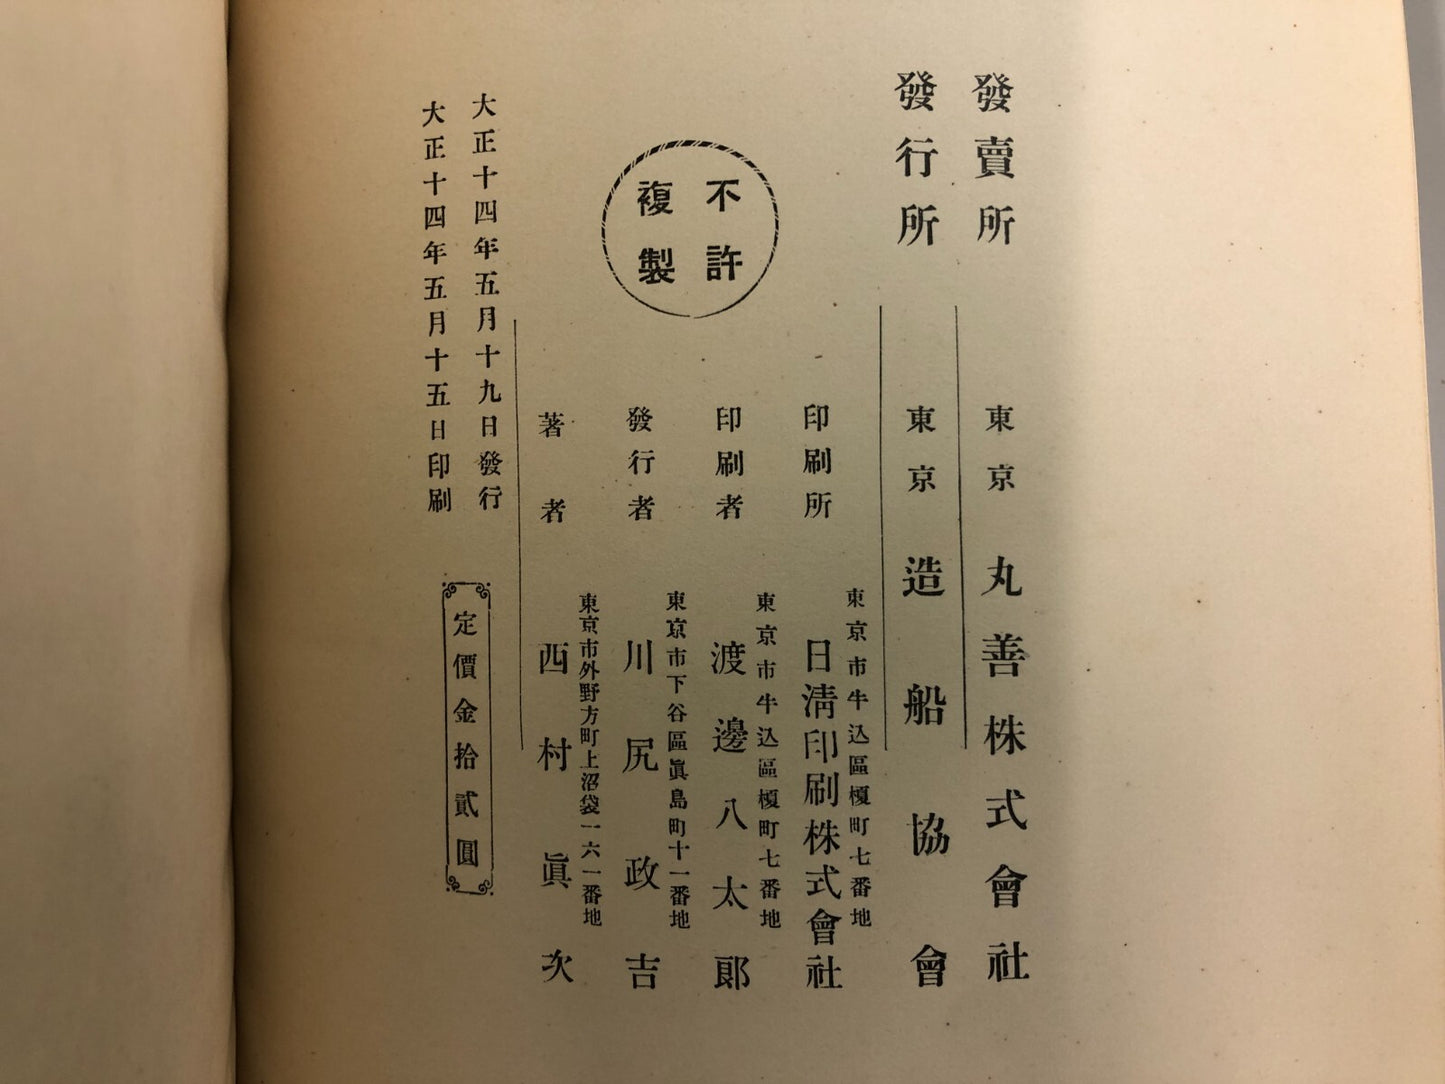 發賣所 東京 丸善株式會社
發行所 東京 造船協會
東京市牛込區榎町七番地
印刷所 日淸印刷株式會社
東京市牛込區榎町七番地
印刷者 渡邊八太郎
不許
複製
東京市下谷區眞島町十一番地
發行者 川尻政吉
東京市外野方町上沼袋一六一番地
著者 西村眞次
大正十四年五月十九日發行
大正十四年五月十五日印刷
定價金拾貳圓